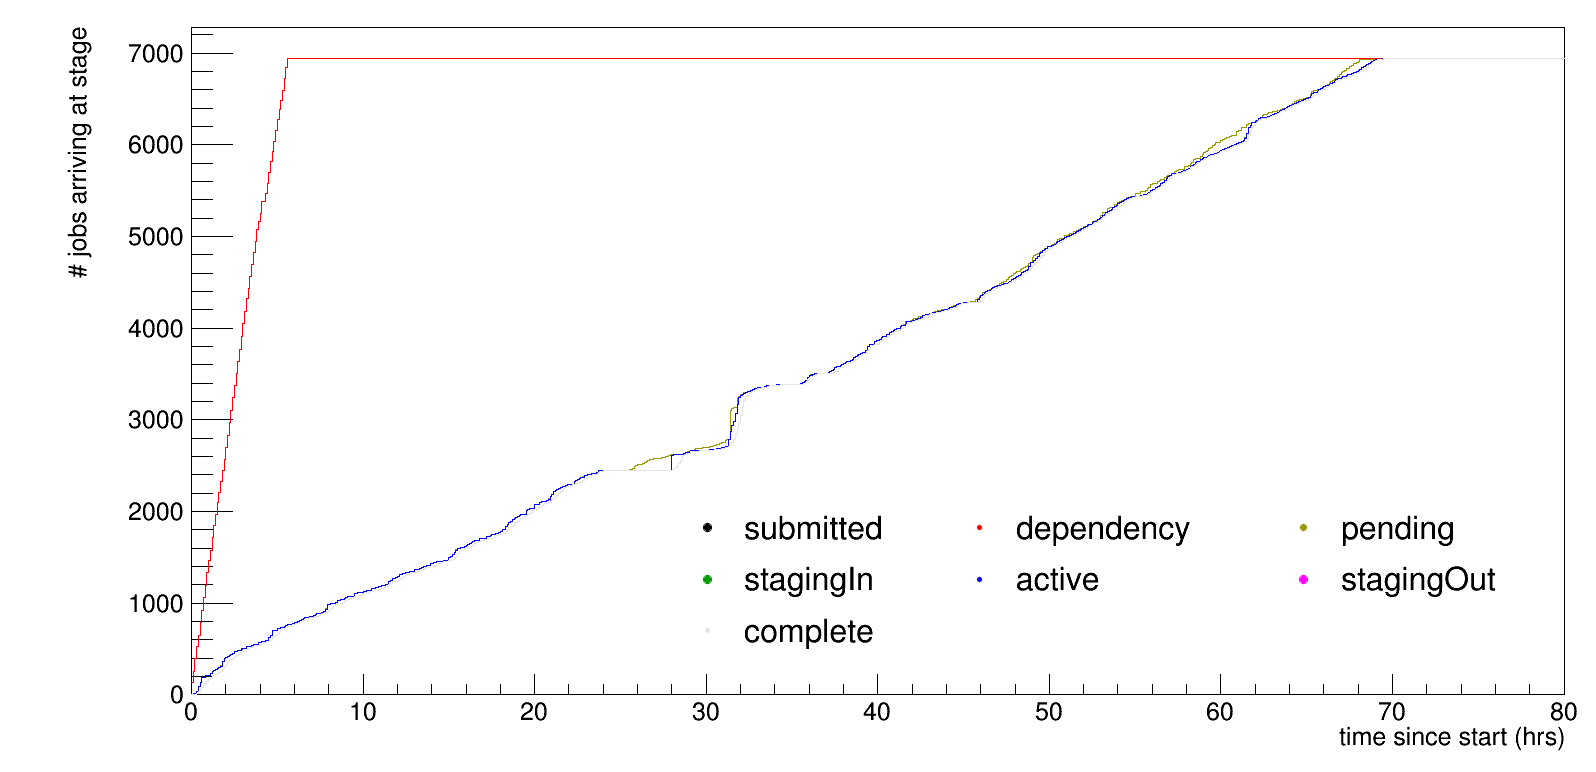 # jobs arriving at stage
7000
6000
5000
4000
3000
2000
1000
0
submitted dependency pending
stagingIn active stagingOut
complete
0 10 20 30 40 50 60 70 80
time since start (hrs)